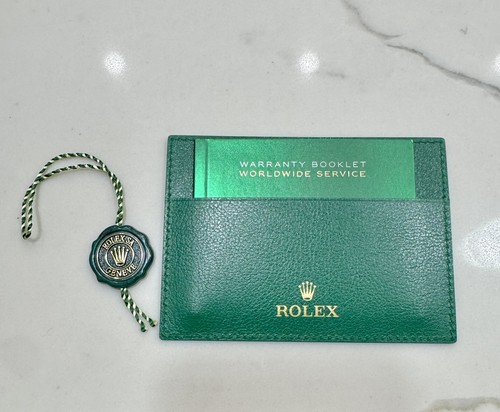 WARRANTY BOOKLET
WORLDWIDE SERVICE
ROLEX SA
GENEVE
ROLEX